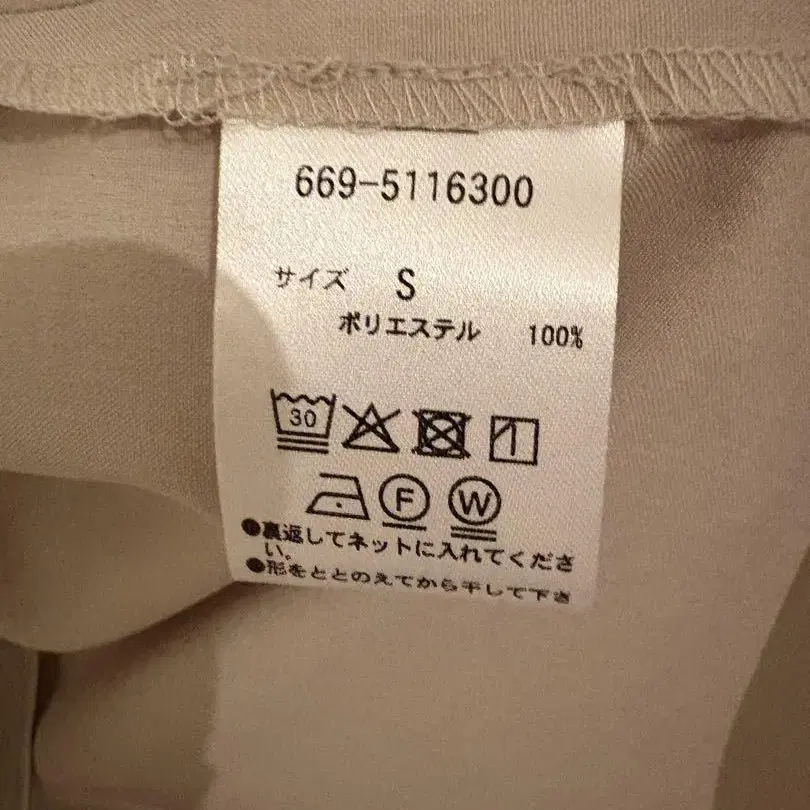 669-5116300
サイズ S
ポリエステル 100%
30
F W
●裏返してネットに入れてくださ
い。
●形をととのえてから干して下さ